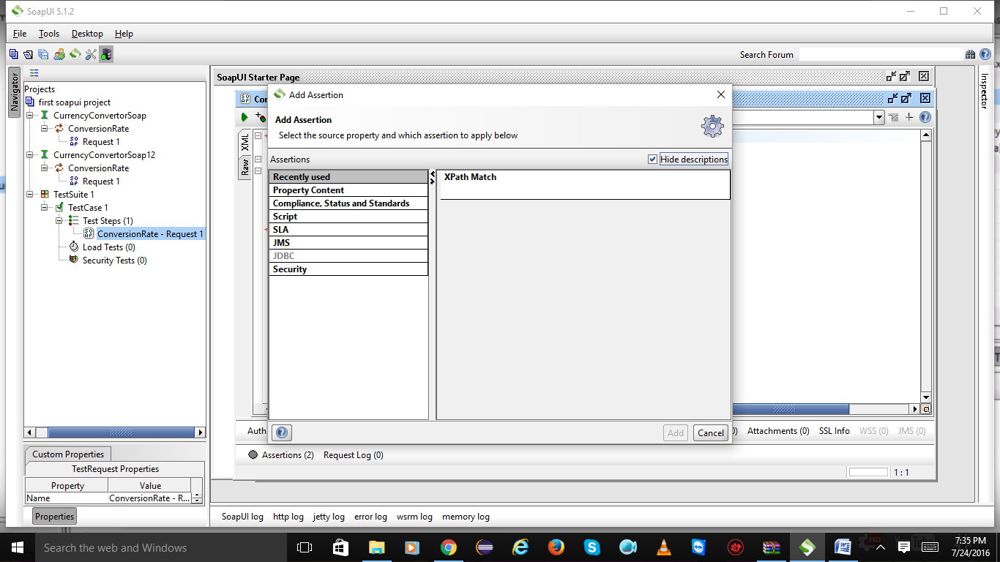 SoapUI 5.1.2
File Tools Desktop Help
Search Forum
Navigator
Projects
first soapui project
CurrencyConvertorSoap
ConversionRate
Request 1
CurrencyConvertorSoap12
ConversionRate
Request 1
TestSuite 1
TestCase 1
Test Steps (1)
ConversionRate - Request 1
Load Tests (0)
Security Tests (0)
Custom Properties
TestRequest Properties
Property Value
Name ConversionRate - R...
Properties
SoapUI Starter Page
XML
Raw
Add Assertion
Add Assertion
Select the source property and which assertion to apply below
Assertions
Hide descriptions
Recently used
Property Content
Compliance, Status and Standards
Script
SLA
JMS
JDBC
Security
XPath Match
Add Cancel
Inspector
Attachments (0) SSL Info WSS (0) JMS (0)
Assertions (2) Request Log (0)
1 : 1
SoapUI log http log jetty log error log wsrm log memory log
Search the web and Windows
7:35 PM
7/24/2016